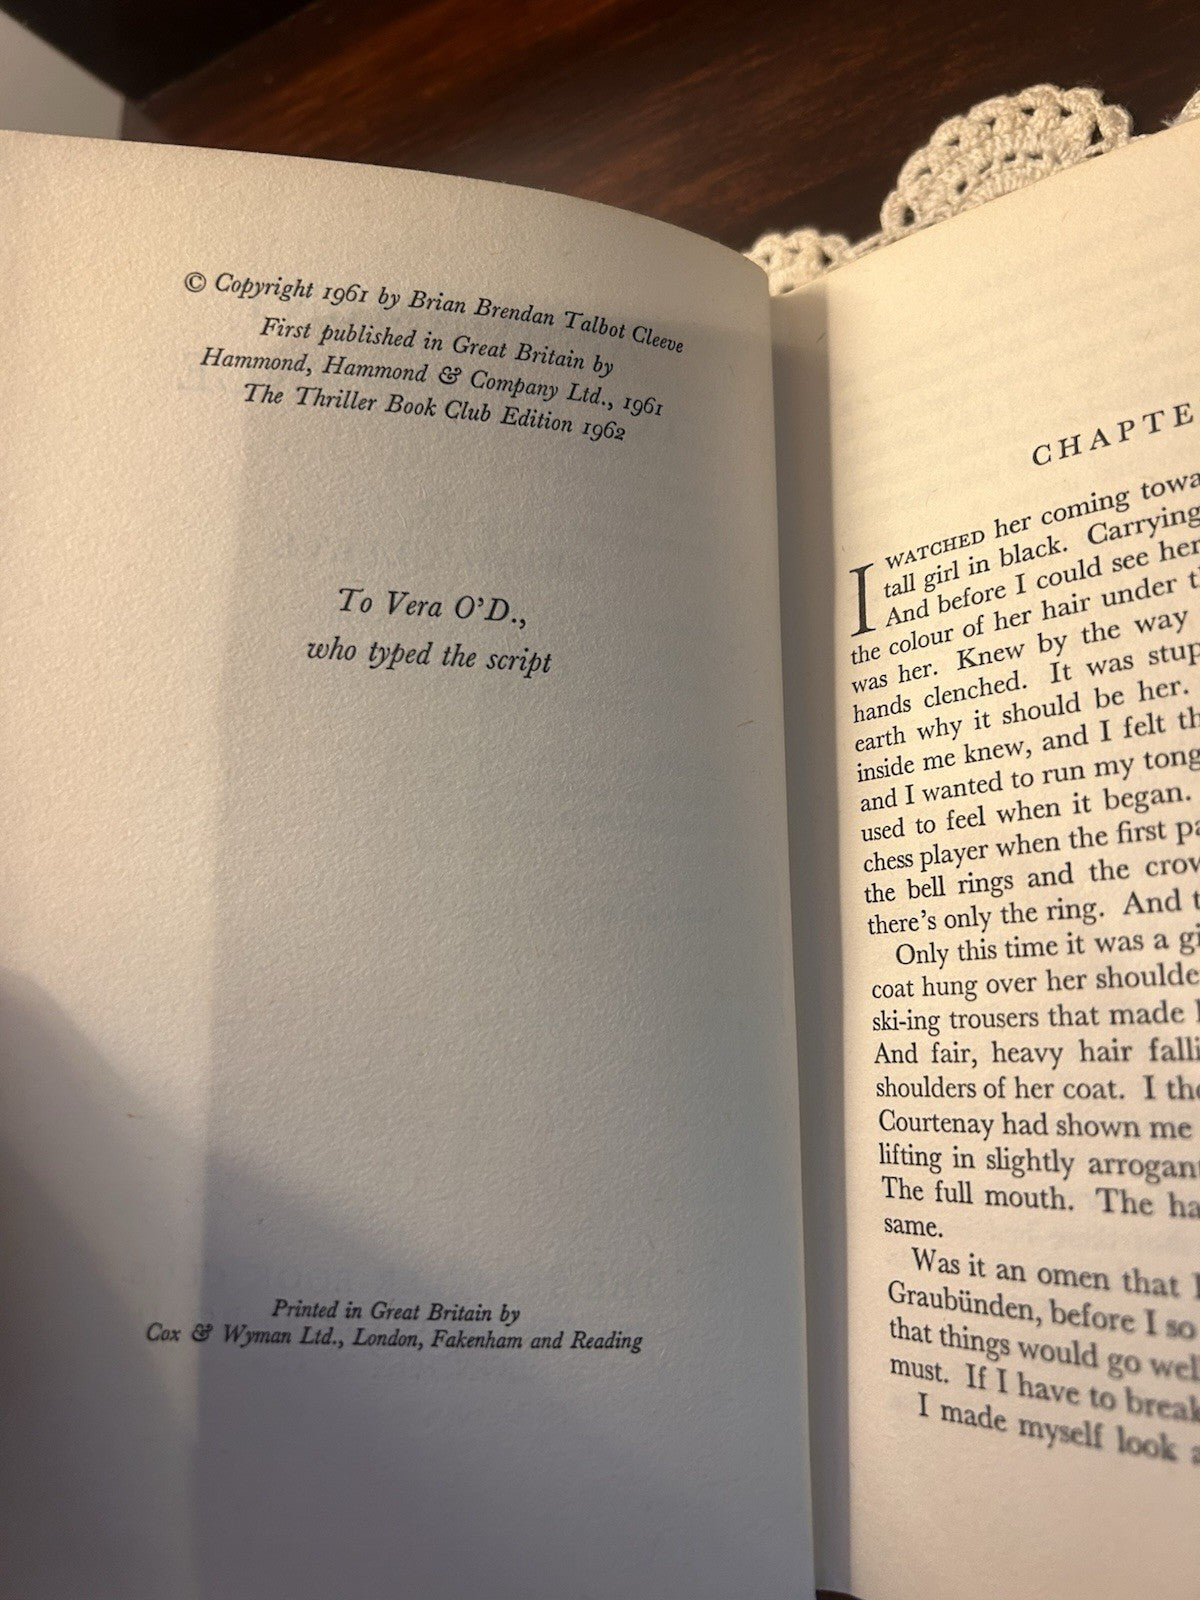 © Copyright 1961 by Brian Brendan Talbot Cleeve
First published in Great Britain by
Hammond, Hammond & Company Ltd., 1961
The Thriller Book Club Edition 1962
To Vera O'D.,
who typed the script
Printed in Great Britain by
Cox & Wyman Ltd., London, Fakenham and Reading
CHAPTE
I WATCHED her coming towa
tall girl in black. Carrying
And before I could see her
the colour of her hair under t
was her. Knew by the way
hands clenched. It was stup
earth why it should be her.
inside me knew, and I felt th
and I wanted to run my tong
used to feel when it began.
chess player when the first pa
the bell rings and the crow
there's only the ring. And t
Only this time it was a gi
coat hung over her shoulde
ski-ing trousers that made
And fair, heavy hair falli
shoulders of her coat. I tho
Courtenay had shown me
lifting in slightly arrogant
The full mouth. The ha
same.
Was it an omen that I
Graubünden, before I so
that things would go well
must. If I have to break
I made myself look a